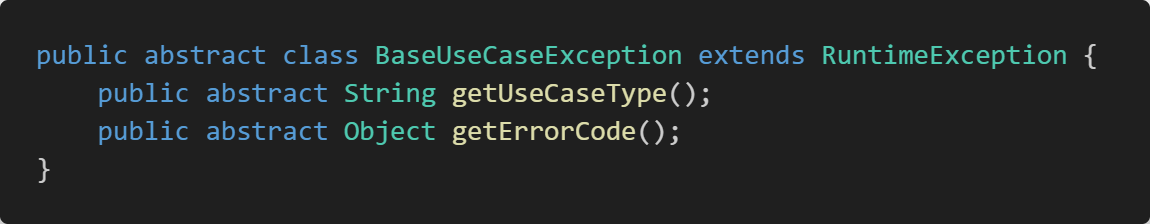 public abstract class BaseUseCaseException extends RuntimeException {
    public abstract String getUseCaseType();
    public abstract Object getErrorCode();
}